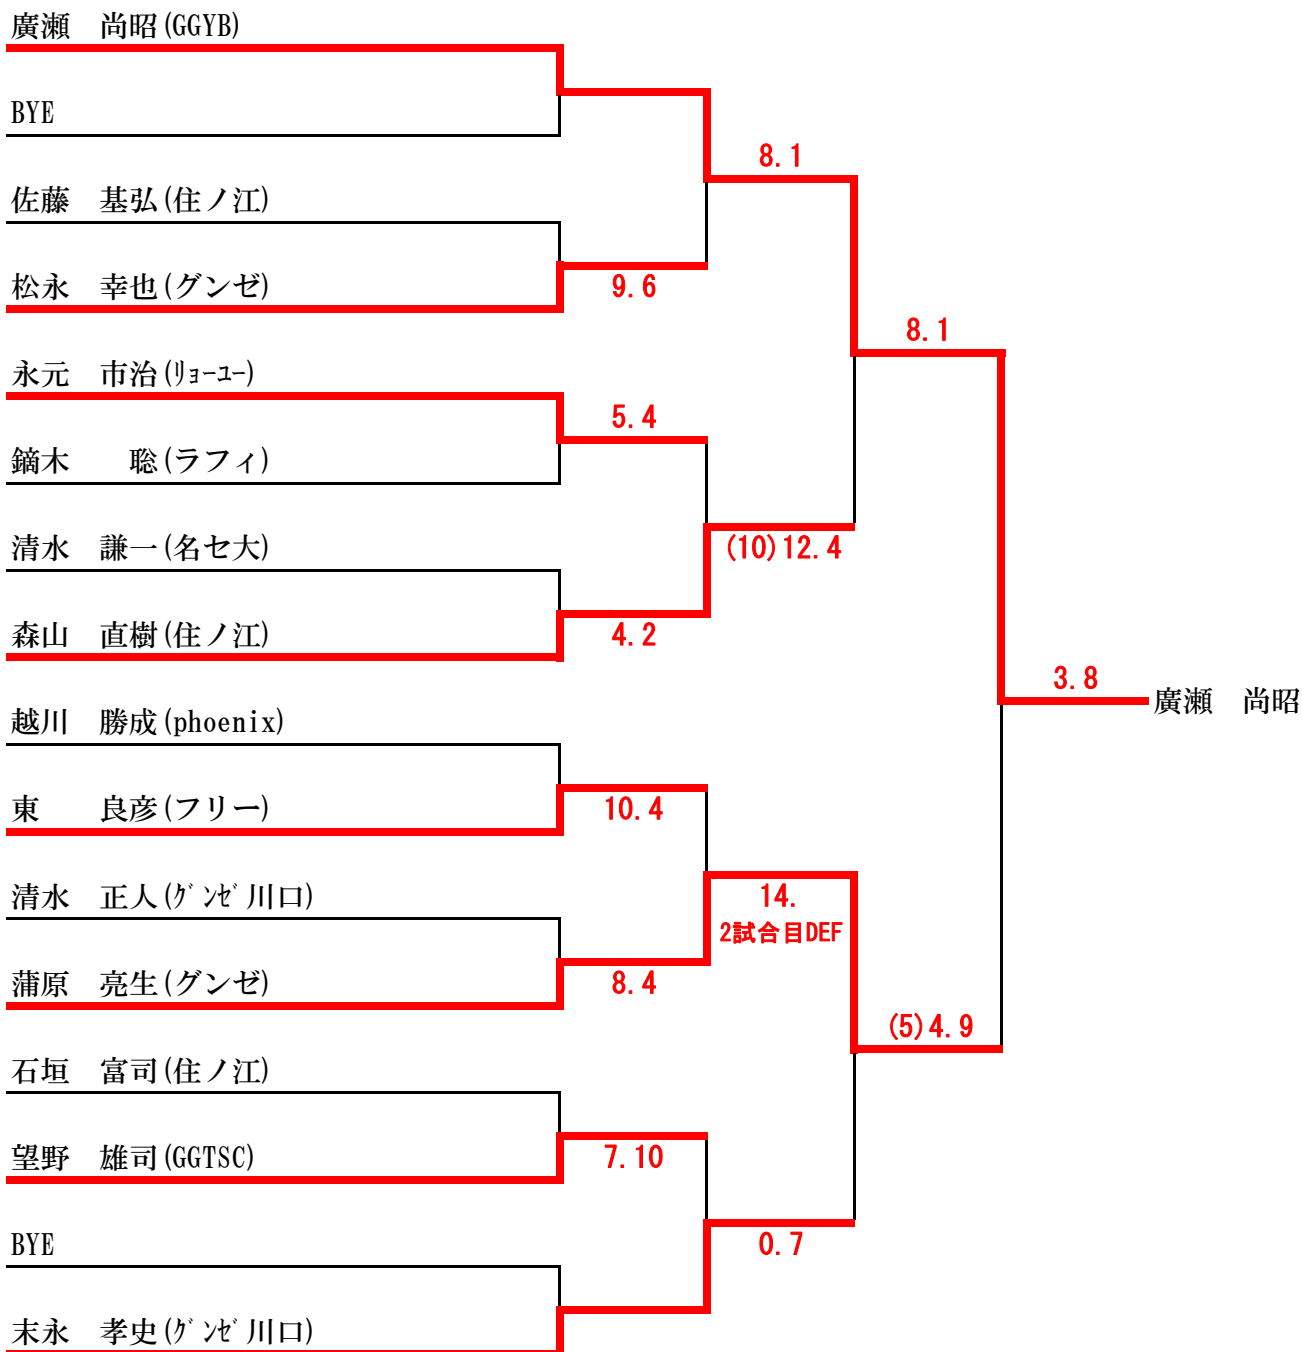 廣瀬　尚昭(GGYB)
BYE
8.1
佐藤　基弘(住ノ江)
松永　幸也(グンゼ)
9.6
8.1
永元　市治(ﾘｮｰﾕｰ)
5.4
鏑木　　聡(ラフィ)
清水　謙一(名セ大)
(10)12.4
森山　直樹(住ノ江)
4.2
3.8
廣瀬　尚昭
越川　勝成(phoenix)
東　　良彦(フリー)
10.4
清水　正人(ｸﾞﾝｾﾞ川口)
14.
2試合目DEF
蒲原　亮生(グンゼ)
8.4
(5)4.9
石垣　富司(住ノ江)
望野　雄司(GGTSC)
7.10
BYE
0.7
末永　孝史(ｸﾞﾝｾﾞ川口)